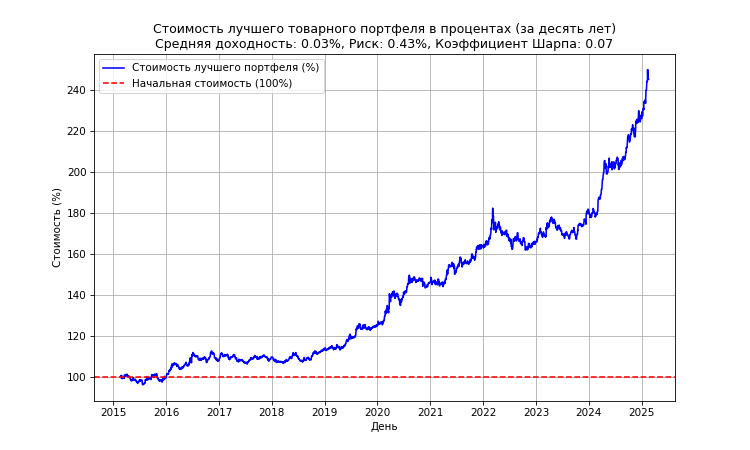 Стоимость лучшего товарного портфеля в процентах (за десять лет)
Средняя доходность: 0.03%, Риск: 0.43%, Коэффициент Шарпа: 0.07
Стоимость лучшего портфеля (%)
Начальная стоимость (100%)
Стоимость (%)
240
220
200
180
160
140
120
100
2015 2016 2017 2018 2019 2020 2021 2022 2023 2024 2025
День